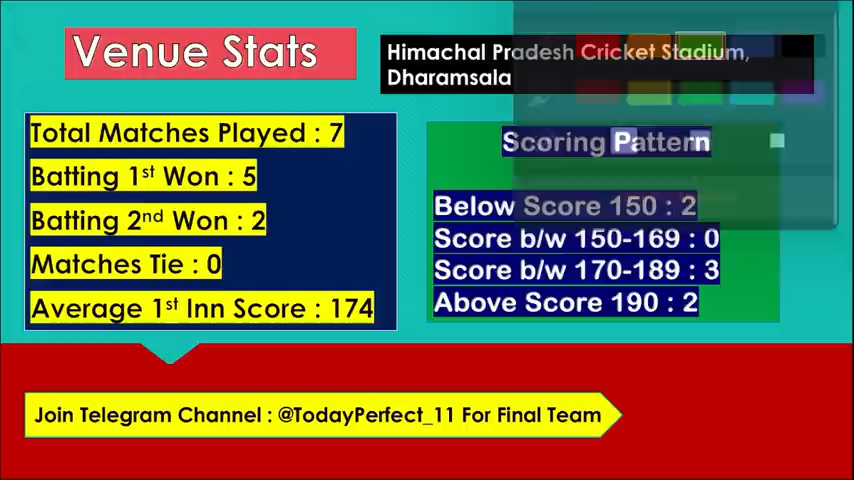 Venue Stats
Himachal Pradesh Cricket Stadium,
Dharamsala
Total Matches Played : 7
Batting 1st Won : 5
Batting 2nd Won : 2
Matches Tie : 0
Average 1st Inn Score : 174
Scoring Pattern
Below Score 150 : 2
Score b/w 150-169 : 0
Score b/w 170-189 : 3
Above Score 190 : 2
Join Telegram Channel : @TodayPerfect_11 For Final Team